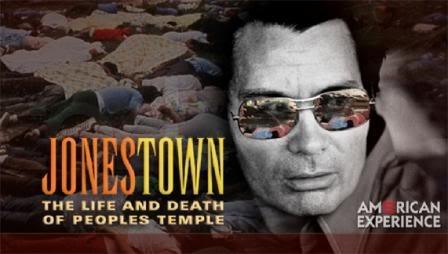 JONESTOWN
THE LIFE AND DEATH
OF PEOPLES TEMPLE
AMERICAN
EXPERIENCE